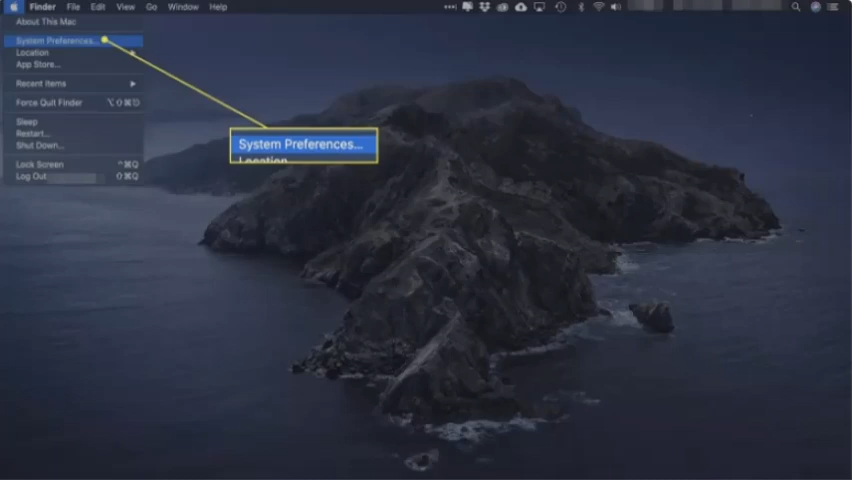 Finder File Edit View Go Window Help
About This Mac
System Preferences...
Location
App Store...
Recent Items
Force Quit Finder ⌥⇧⌘⎋
Sleep
Restart...
Shut Down...
Lock Screen ^⌘Q
Log Out ⇧⌘Q
System Preferences...
Location